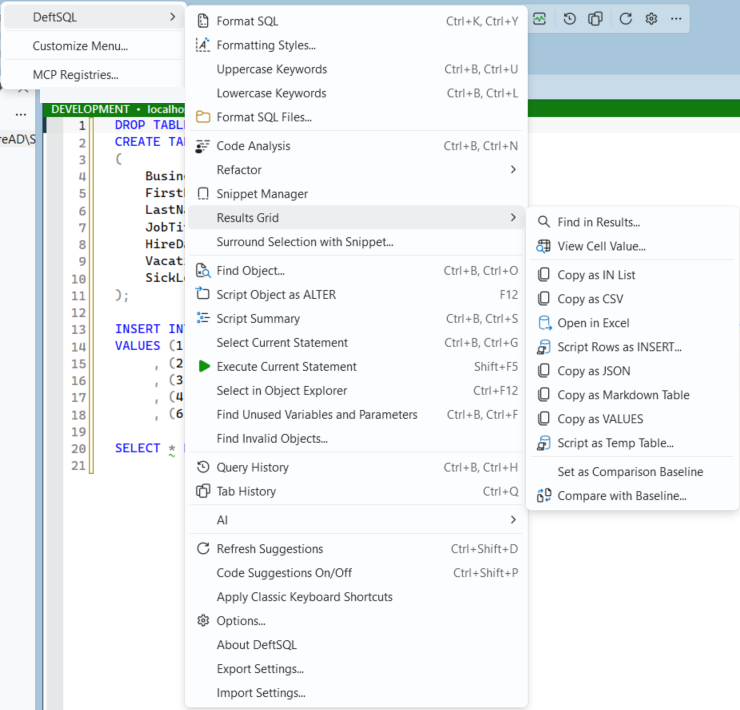 DeftSQL
Customize Menu...
MCP Registries...
Format SQL Ctrl+K, Ctrl+Y
Formatting Styles...
Uppercase Keywords Ctrl+B, Ctrl+U
Lowercase Keywords Ctrl+B, Ctrl+L
Format SQL Files...
Code Analysis Ctrl+B, Ctrl+N
Refactor
Snippet Manager
Results Grid
Surround Selection with Snippet...
Find Object... Ctrl+B, Ctrl+O
Script Object as ALTER F12
Script Summary Ctrl+B, Ctrl+S
Select Current Statement Ctrl+B, Ctrl+G
Execute Current Statement Shift+F5
Select in Object Explorer Ctrl+F12
Find Unused Variables and Parameters Ctrl+B, Ctrl+F
Find Invalid Objects...
Query History Ctrl+B, Ctrl+H
Tab History Ctrl+Q
AI
Refresh Suggestions Ctrl+Shift+D
Code Suggestions On/Off Ctrl+Shift+P
Apply Classic Keyboard Shortcuts
Options...
About DeftSQL
Export Settings...
Import Settings...
Find in Results...
View Cell Value...
Copy as IN List
Copy as CSV
Open in Excel
Script Rows as INSERT...
Copy as JSON
Copy as Markdown Table
Copy as VALUES
Script as Temp Table...
Set as Comparison Baseline
Compare with Baseline...
reAD\S
DEVELOPMENT • localho
1 DROP TABL
2 CREATE TA
3 (
4 Busin
5 First
6 LastN
7 JobTi
8 HireD
9 Vacat
10 SickL
11 );
12
13 INSERT IN
14 VALUES (1
15 , (2
16 , (3
17 , (4
18 , (6
19
20 SELECT *
21